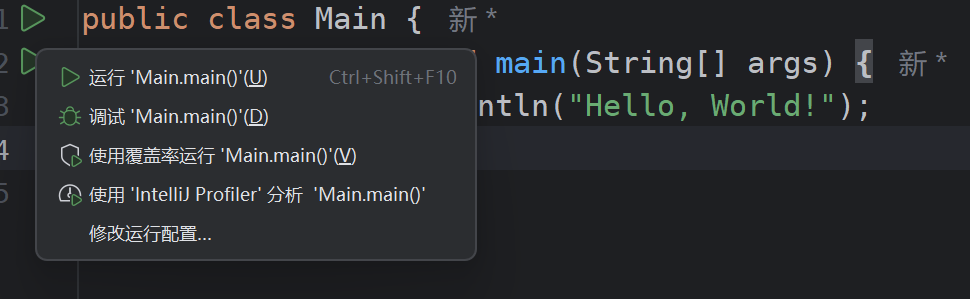 1 public class Main { 新 *
2 main(String[] args) { 新 *
运行 'Main.main()'(U) Ctrl+Shift+F10
3 ntln("Hello, World!");
调试 'Main.main()'(D)
4
使用覆盖率运行 'Main.main()'(V)
5
使用 'IntelliJ Profiler' 分析 'Main.main()'
修改运行配置...